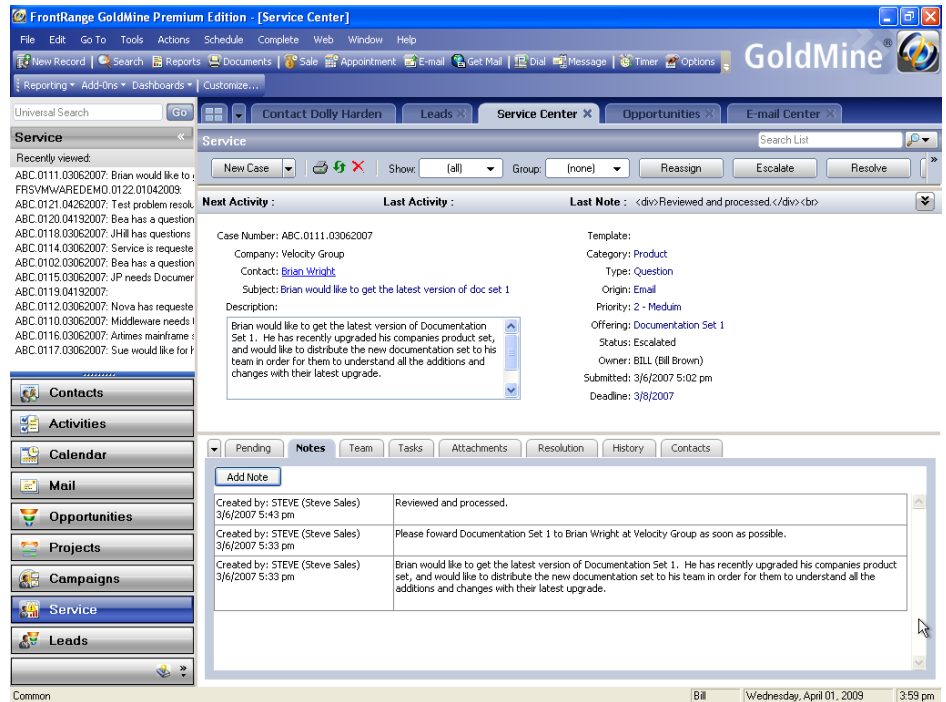 FrontRange GoldMine Premium Edition - [Service Center]
File Edit Go To Tools Actions Schedule Complete Web Window Help
New Record Search Reports Documents Sale Appointment E-mail Get Mail Dial Message Timer Options
GoldMine®
Reporting Add-Ons Dashboards Customize...
Universal Search Go
Contact Dolly Harden Leads Service Center Opportunities E-mail Center
Service «
Service Search List
Recently viewed:
New Case Show: (all) Group: (none) Reassign Escalate Resolve »
ABC.0111.03062007: Brian would like to
FRSVMWAREDEMO.0122.01042009:
ABC.0121.04262007: Test problem resolu
ABC.0120.04192007: Bea has a question
ABC.0118.03062007: JHill has questions
ABC.0114.03062007: Service is requeste
ABC.0102.03062007: Bea has a question
ABC.0115.03062007: JP needs Documer
ABC.0119.04192007:
ABC.0112.03062007: Nova has requeste
ABC.0110.03062007: Middleware needs
ABC.0116.03062007: Artimes mainframe
ABC.0117.03062007: Sue would like for
Contacts
Activities
Calendar
Mail
Opportunities
Projects
Campaigns
Service
Leads
»
Next Activity : Last Activity : Last Note : <div>Reviewed and processed.</div><br>
Case Number: ABC.0111.03062007
Company: Velocity Group
Contact: Brian Wright
Subject: Brian would like to get the latest version of doc set 1
Description:
Brian would like to get the latest version of Documentation
Set 1. He has recently upgraded his companies product set,
and would like to distribute the new documentation set to his
team in order for them to understand all the additions and
changes with their latest upgrade.
Template:
Category: Product
Type: Question
Origin: Email
Priority: 2 - Meduim
Offering: Documentation Set 1
Status: Escalated
Owner: BILL (Bill Brown)
Submitted: 3/6/2007 5:02 pm
Deadline: 3/8/2007
Pending Notes Team Tasks Attachments Resolution History Contacts
Add Note
Created by: STEVE (Steve Sales)
3/6/2007 5:43 pm
Reviewed and processed.
Created by: STEVE (Steve Sales)
3/6/2007 5:33 pm
Please foward Documentation Set 1 to Brian Wright at Velocity Group as soon as possible.
Created by: STEVE (Steve Sales)
3/6/2007 5:33 pm
Brian would like to get the latest version of Documentation Set 1. He has recently upgraded his companies product
set, and would like to distribute the new documentation set to his team in order for them to understand all the
additions and changes with their latest upgrade.
Common Bill Wednesday, April 01, 2009 3:59 pm